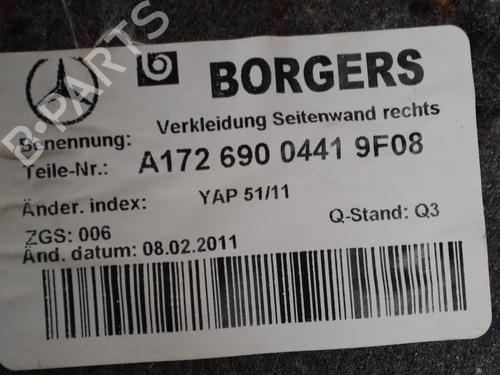 BORGERS
Benennung: Verkleidung Seitenwand rechts
Teile-Nr.: A172 690 0441 9F08
Änder. index: YAP 51/11
ZGS: 006 Q-Stand: Q3
Änd. datum: 08.02.2011
B-PARTS